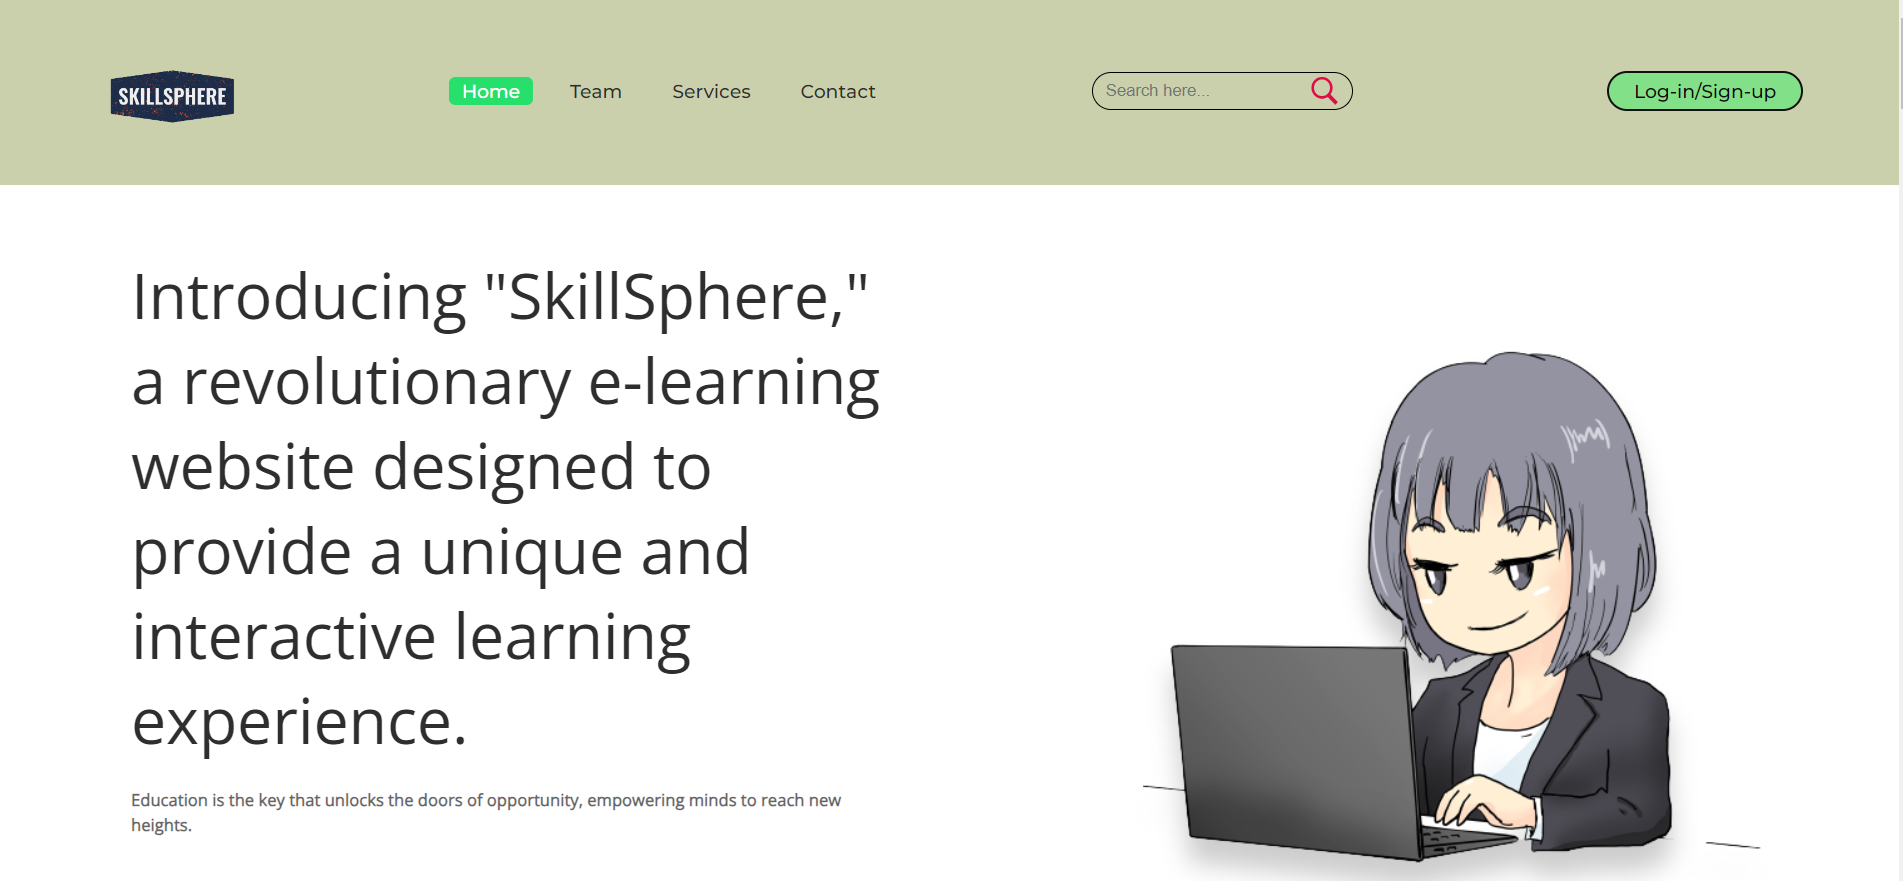 SKILLSPHERE
Home
Team
Services
Contact
Search here...
Log-in/Sign-up
Introducing "SkillSphere,"
a revolutionary e-learning
website designed to
provide a unique and
interactive learning
experience.
Education is the key that unlocks the doors of opportunity, empowering minds to reach new
heights.